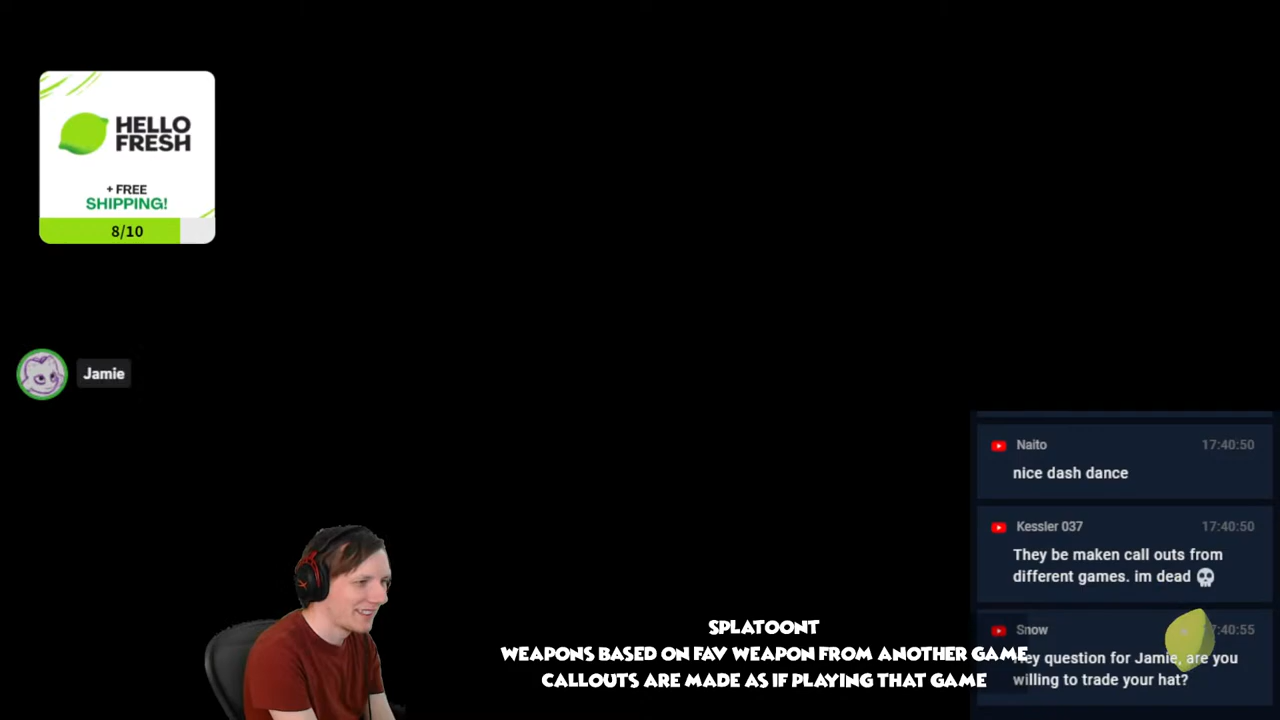 HELLO
FRESH
+ FREE
SHIPPING!
8/10
Jamie
Naito 17:40:50
nice dash dance
Kessler 037 17:40:50
They be maken call outs from
different games. im dead 💀
Snow 17:40:55
Hey question for Jamie, are you
willing to trade your hat?
SPLATOONT
WEAPONS BASED ON FAV WEAPON FROM ANOTHER GAME
CALLOUTS ARE MADE AS IF PLAYING THAT GAME